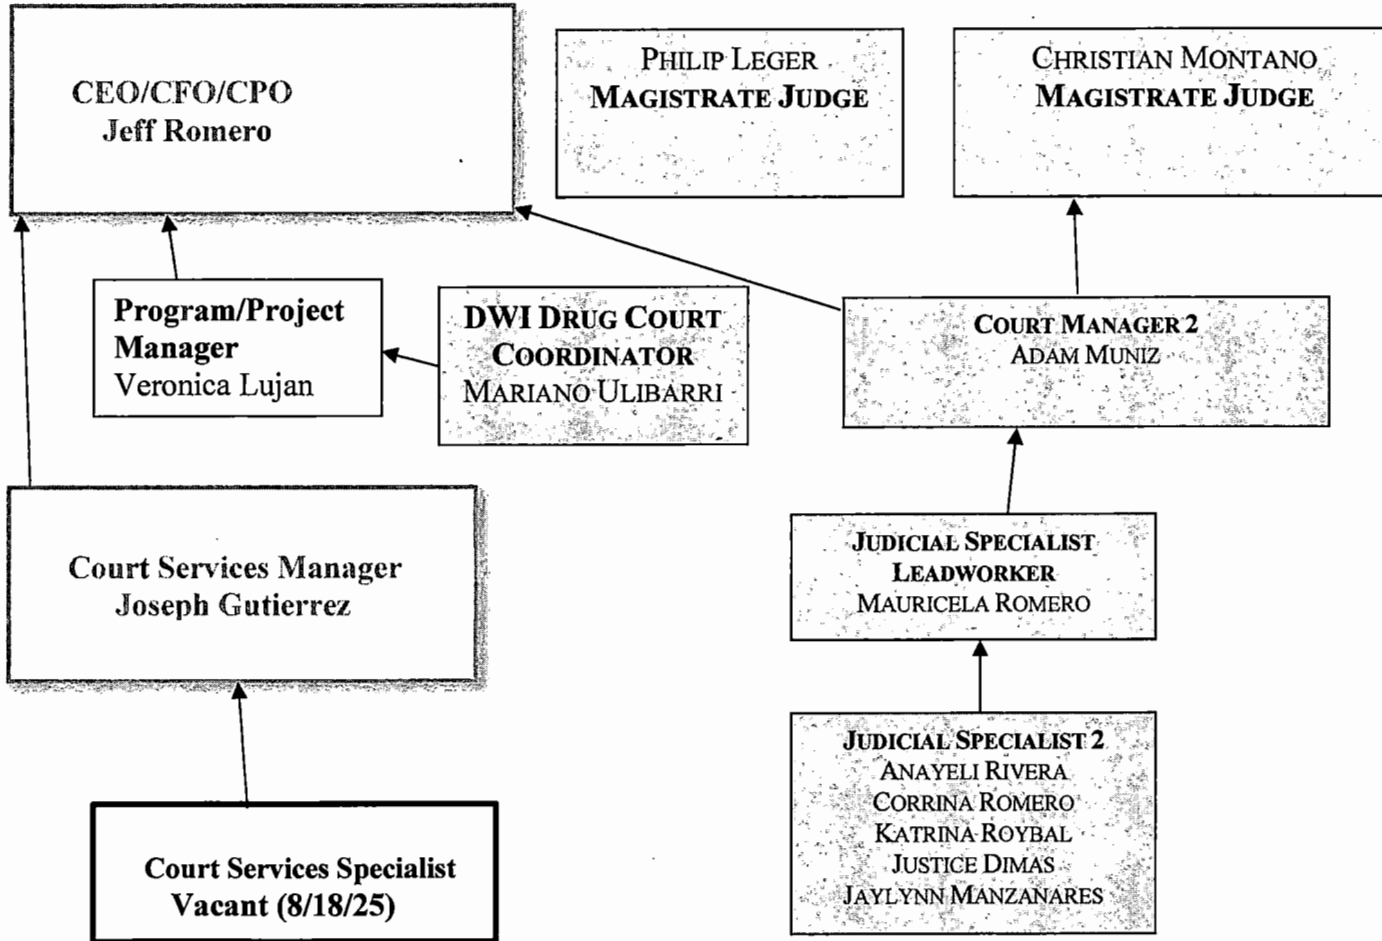 CEO/CFO/CPO
Jeff Romero
PHILIP LEGER
MAGISTRATE JUDGE
CHRISTIAN MONTANO
MAGISTRATE JUDGE
Program/Project
Manager
Veronica Lujan
DWI DRUG COURT
COORDINATOR
MARIANO ULIBARRI
COURT MANAGER 2
ADAM MUNIZ
Court Services Manager
Joseph Gutierrez
JUDICIAL SPECIALIST
LEADWORKER
MAURICELA ROMERO
Court Services Specialist
Vacant (8/18/25)
JUDICIAL SPECIALIST 2
ANAYELI RIVERA
CORRINA ROMERO
KATRINA ROYBAL
JUSTICE DIMAS
JAYLYNN MANZANARES